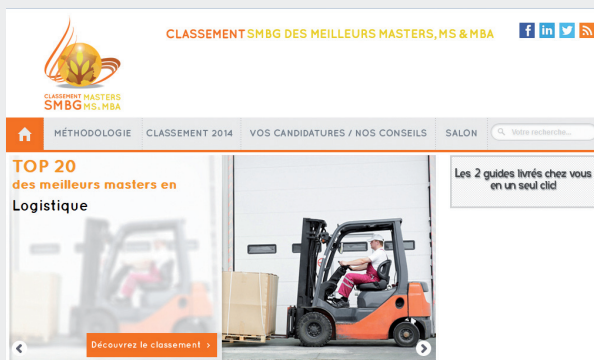 CLASSEMENT SMBG DES MEILLEURS MASTERS, MS & MBA
CLASSEMENT MASTERS
SMBG MS, MBA
MÉTHODOLOGIE
CLASSEMENT 2014
VOS CANDIDATURES / NOS CONSEILS
SALON
Votre recherche...
TOP 20
des meilleurs masters en
Logistique
Découvrez le classement >
Les 2 guides livrés chez vous
en un seul clic!